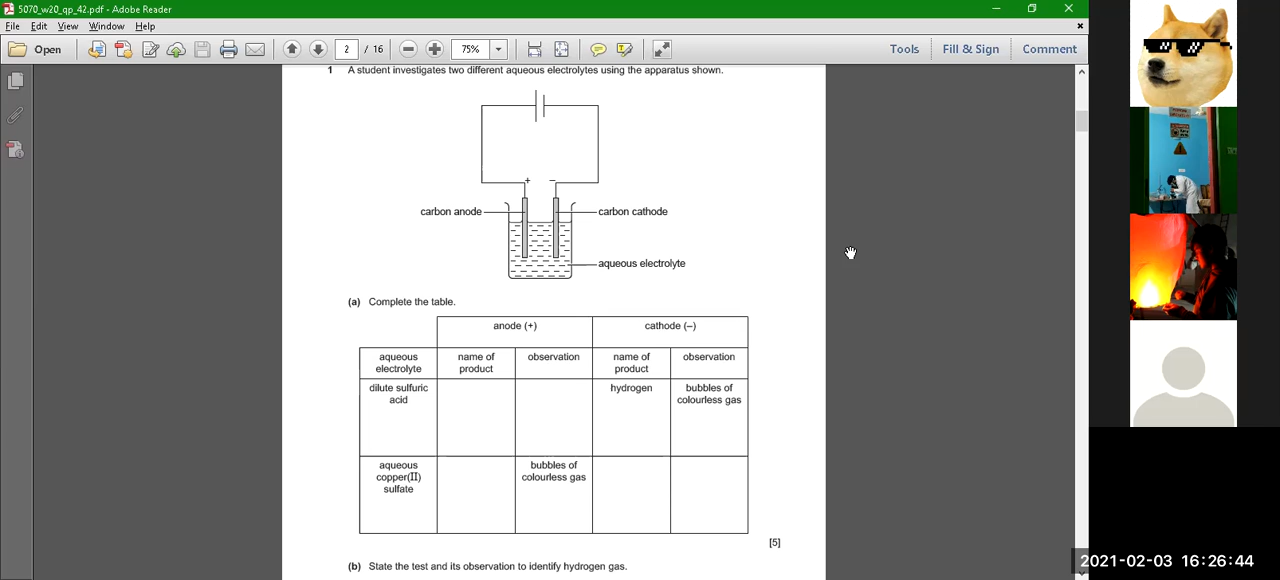 5070_w20_qp_42.pdf - Adobe Reader
File Edit View Window Help
Open 2 / 16 75% Tools Fill & Sign Comment
1 A student investigates two different aqueous electrolytes using the apparatus shown.
+ –
carbon anode carbon cathode
aqueous electrolyte
(a) Complete the table.
anode (+) cathode (–)
aqueous electrolyte
name of product
observation
name of product
observation
dilute sulfuric acid
hydrogen
bubbles of colourless gas
aqueous copper(II) sulfate
bubbles of colourless gas
[5]
(b) State the test and its observation to identify hydrogen gas.
2021-02-03 16:26:44